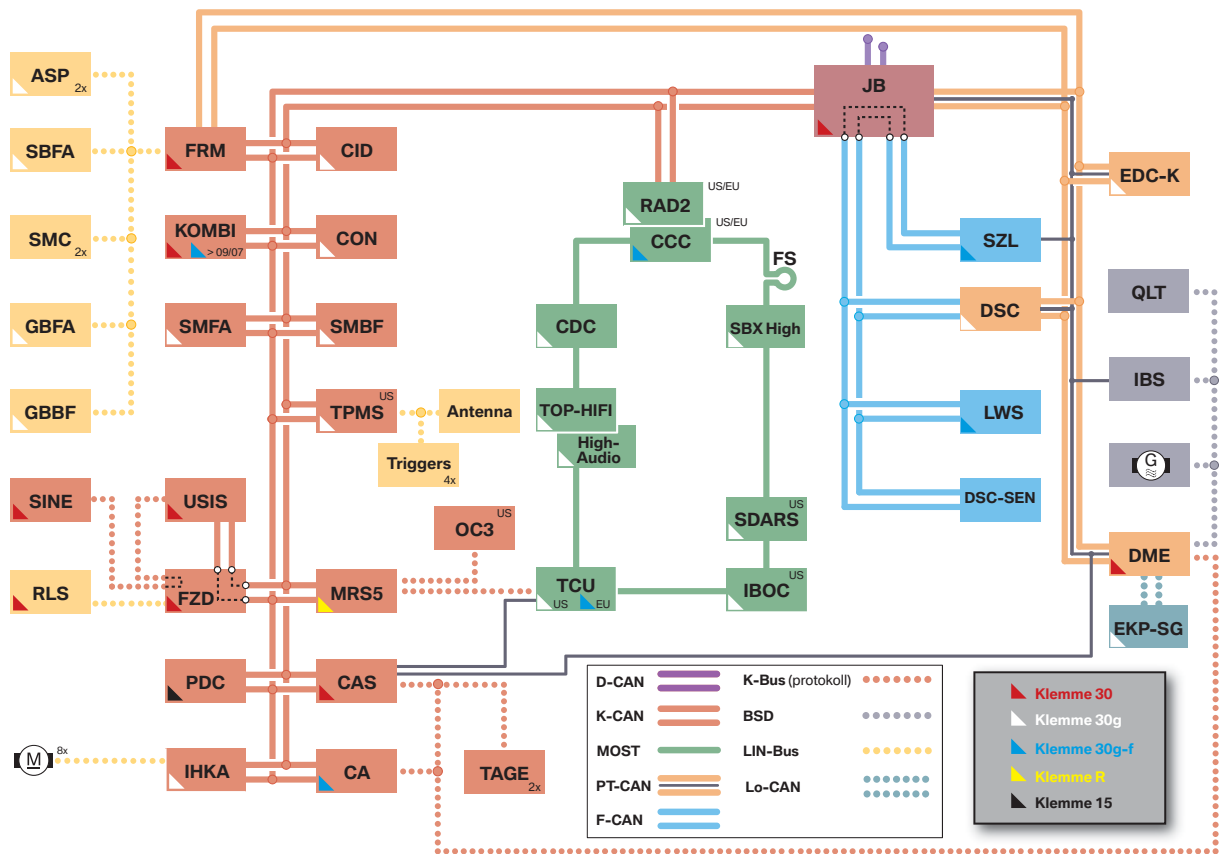 ASP
2x
SBFA
SMC
2x
GBFA
GBBF
FRM
CID
KOMBI
> 09/07
CON
SMFA
SMBF
TPMS
US
Antenna
Triggers
4x
SINE
USIS
RLS
FZD
MRS5
OC3
US
PDC
CAS
M
8x
IHKA
CA
TAGE
2x
JB
RAD2
US/EU
CCC
US/EU
FS
CDC
SBX High
TOP-HIFI
High-
Audio
SDARS
US
TCU
US
EU
IBOC
US
EDC-K
SZL
DSC
LWS
DSC-SEN
QLT
IBS
G
DME
EKP-SG
D-CAN
K-CAN
MOST
PT-CAN
F-CAN
K-Bus (protokoll)
BSD
LIN-Bus
Lo-CAN
Klemme 30
Klemme 30g
Klemme 30g-f
Klemme R
Klemme 15